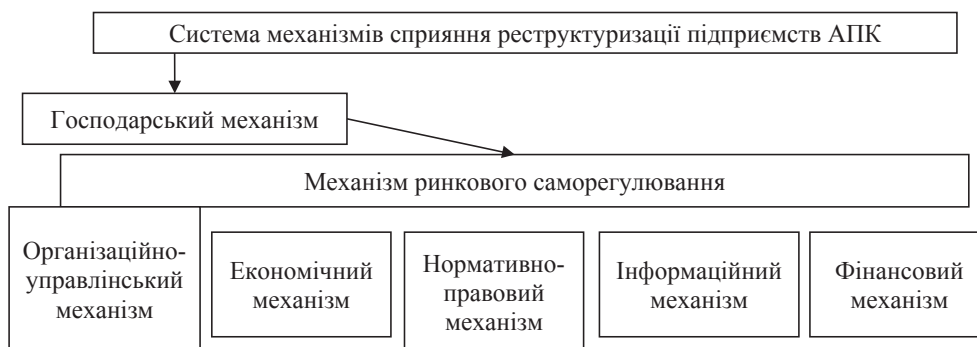 Система механізмів сприяння реструктуризації підприємств АПК
Господарський механізм
Механізм ринкового саморегулювання
Організаційно-
управлінський
механізм
Економічний
механізм
Нормативно-
правовий
механізм
Інформаційний
механізм
Фінансовий
механізм